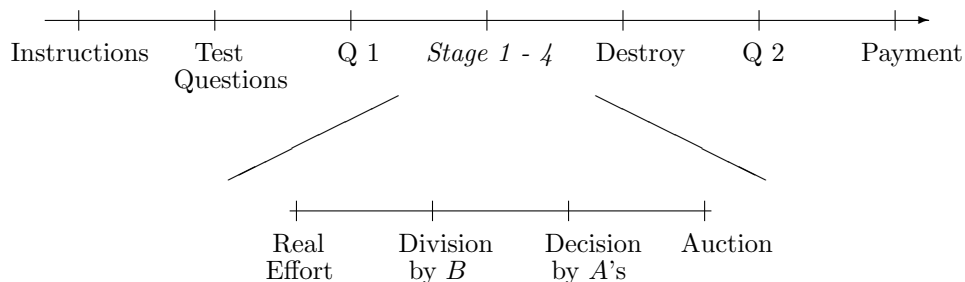 Instructions Test Q 1 Stage 1 - 4 Destroy Q 2 Payment
Questions
Real Division Decision Auction
Effort by B by A's